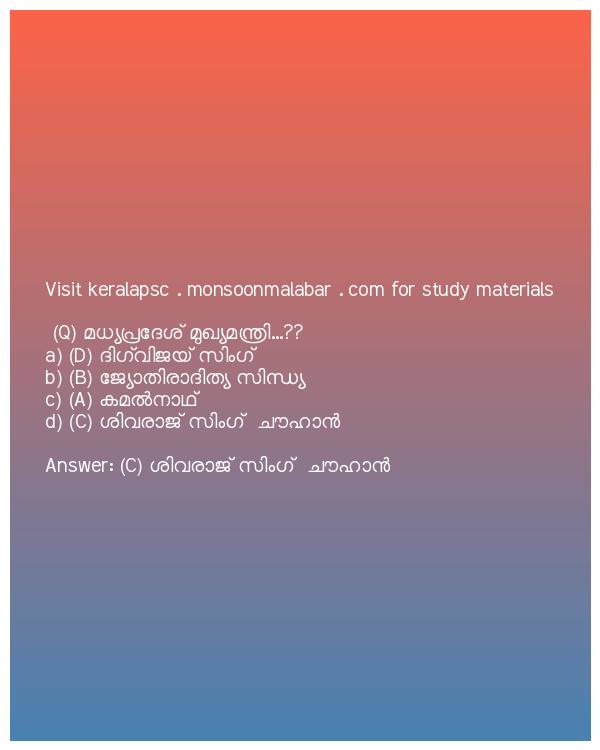 Visit keralapsc . monsoonmalabar . com for study materials
(Q) മധ്യപ്രദേശ് മുഖ്യമന്ത്രി...??
a) (D) ദിഗ്‌വിജയ് സിംഗ്
b) (B) ജ്യോതിരാദിത്യ സിന്ധ്യ
c) (A) കമൽനാഥ്
d) (C) ശിവരാജ് സിംഗ് ചൗഹാൻ
Answer: (C) ശിവരാജ് സിംഗ് ചൗഹാൻ